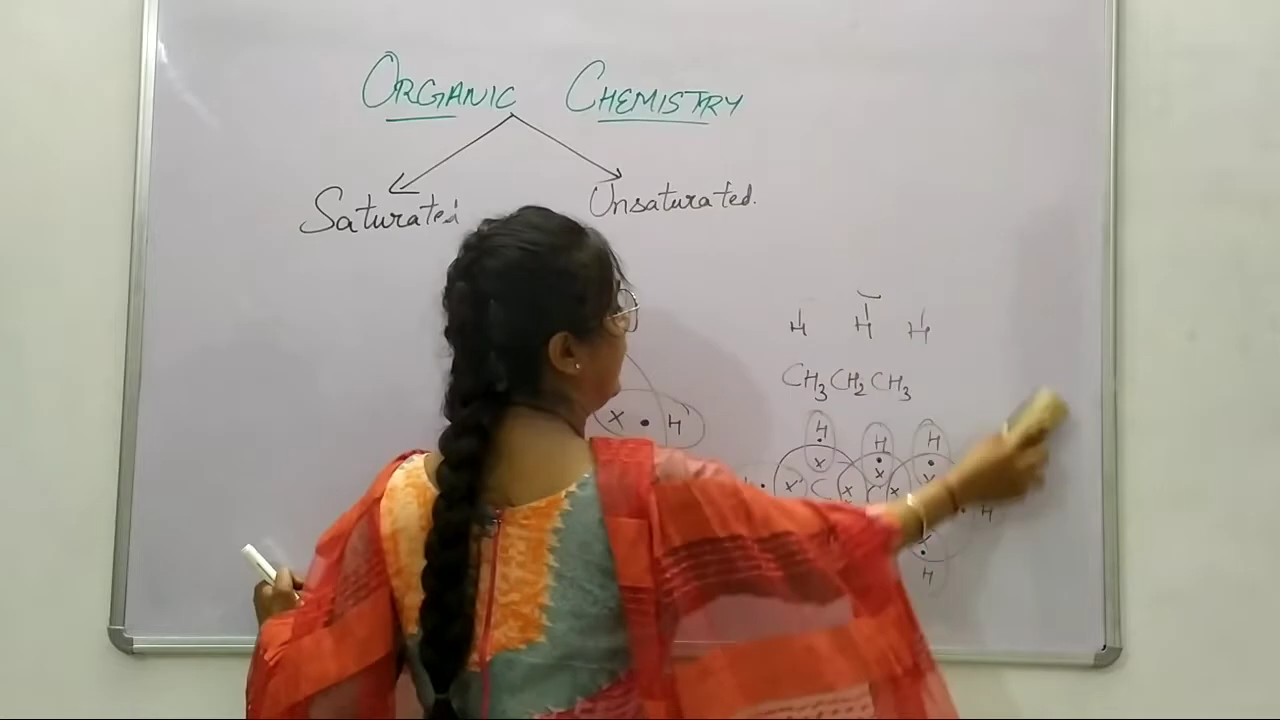 ORGANIC CHEMISTRY
Saturated Unsaturated.
H H H
CH3 CH2 CH3
H H H
X • H X X X
X C X C X H
H